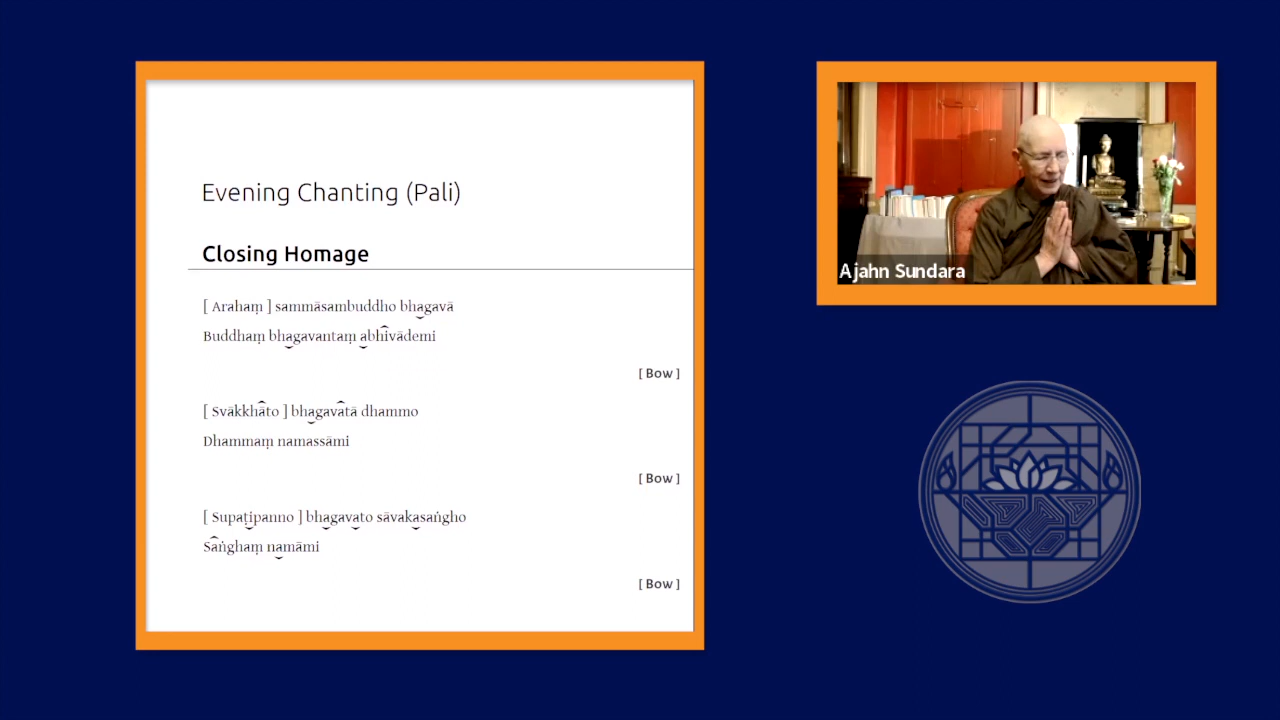 Evening Chanting (Pali)
Closing Homage
[ Arahaṃ ] sammāsambuddho bhagavā
Buddhaṃ bhagavantaṃ abhivādemi
[ Bow ]
[ Svākkhāto ] bhagavatā dhammo
Dhammaṃ namassāmi
[ Bow ]
[ Supaṭipanno ] bhagavato sāvakasaṅgho
Saṅghaṃ namāmi
[ Bow ]
Ajahn Sundara